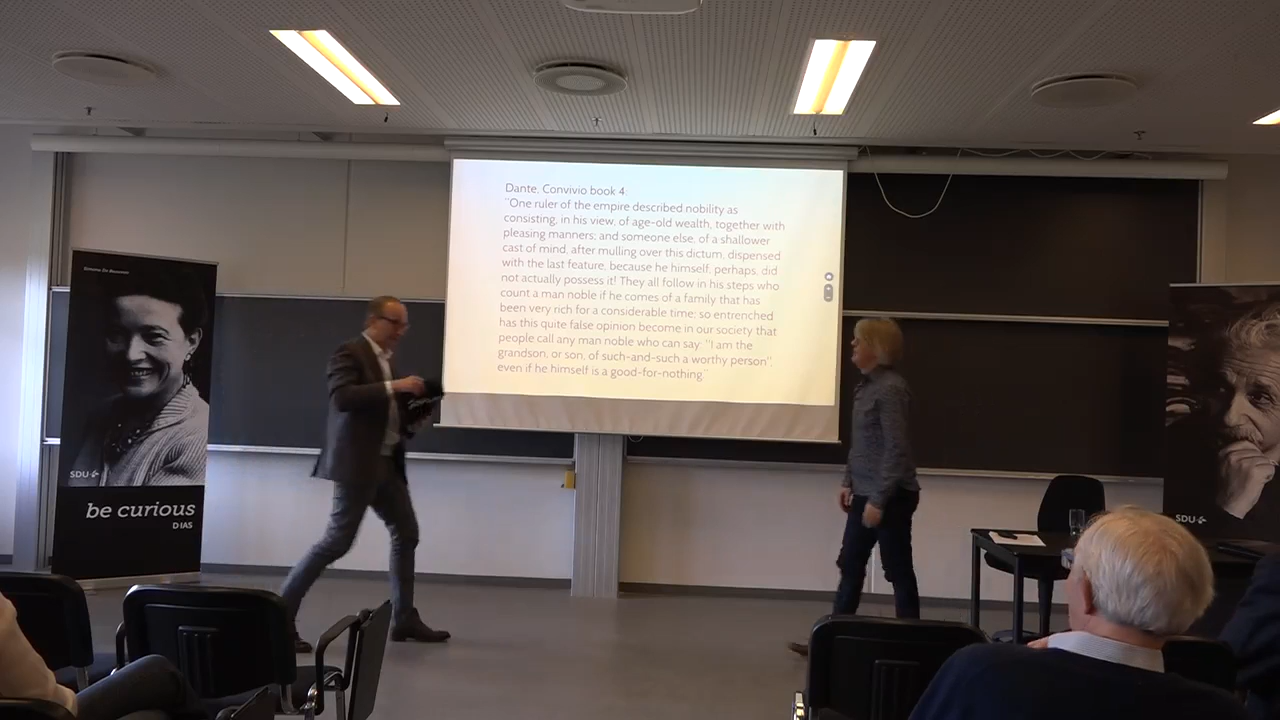 Dante, Convivio book 4:
"One ruler of the empire described nobility as
consisting, in his view, of age-old wealth, together with
pleasing manners; and someone else, of a shallower
cast of mind, after mulling over this dictum, dispensed
with the last feature, because he himself, perhaps, did
not actually possess it! They all follow in his steps who
count a man noble if he comes of a family that has
been very rich for a considerable time; so entrenched
has this quite false opinion become in our society that
people call any man noble who can say: "I am the
grandson, or son, of such-and-such a worthy person",
even if he himself is a good-for-nothing."
Simone De Beauvoir
SDU
be curious
DIAS
SDU